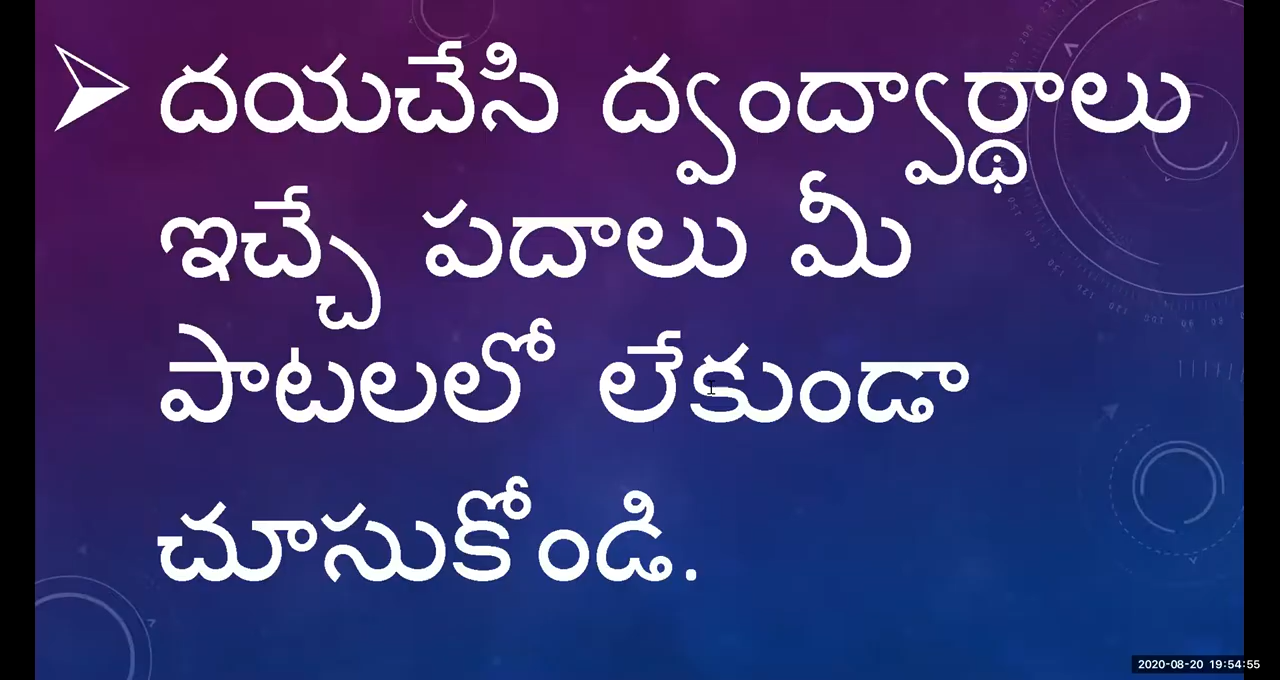 దయచేసి ద్వంద్వార్థాలు
ఇచ్చే పదాలు మీ
పాటలలో లేకుండా
చూసుకోండి.
2020-08-20 19:54:55